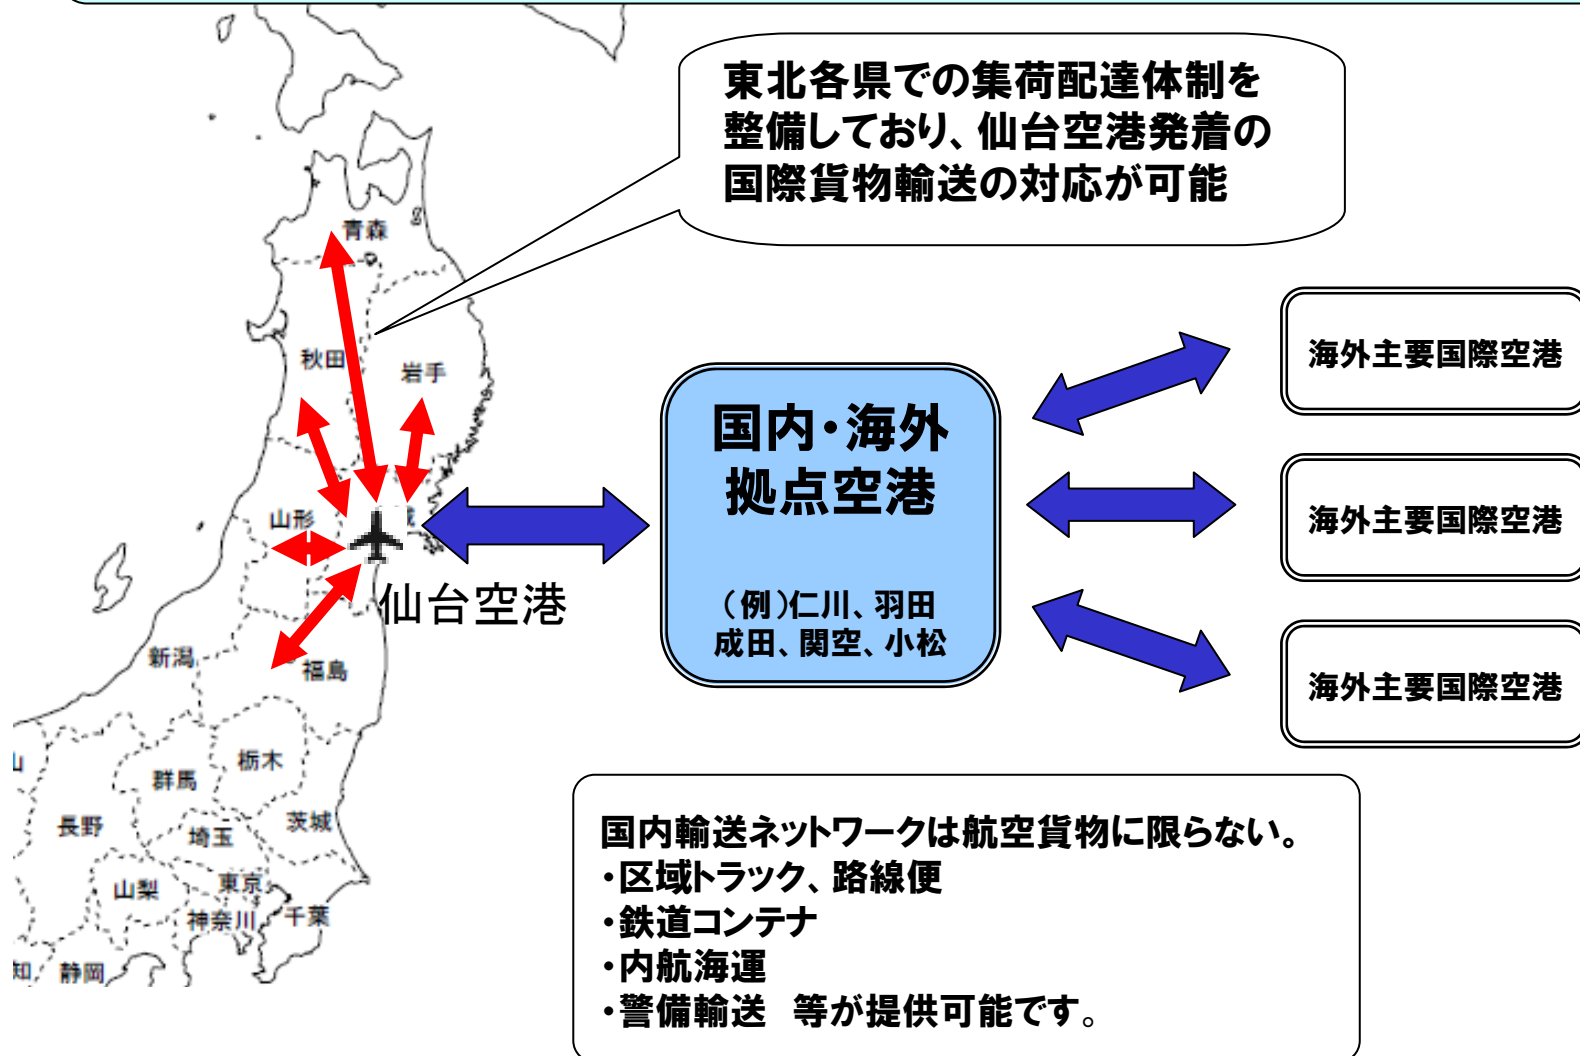 東北各県での集荷配達体制を
整備しており、仙台空港発着の
国際貨物輸送の対応が可能
青森
秋田
岩手
山形
城
仙台空港
新潟
福島
山
群馬
栃木
長野
埼玉
茨城
山梨
東京
神奈川
千葉
知
静岡
国内・海外
拠点空港
（例）仁川、羽田
成田、関空、小松
海外主要国際空港
海外主要国際空港
海外主要国際空港
国内輸送ネットワークは航空貨物に限らない。
・区域トラック、路線便
・鉄道コンテナ
・内航海運
・警備輸送　等が提供可能です。